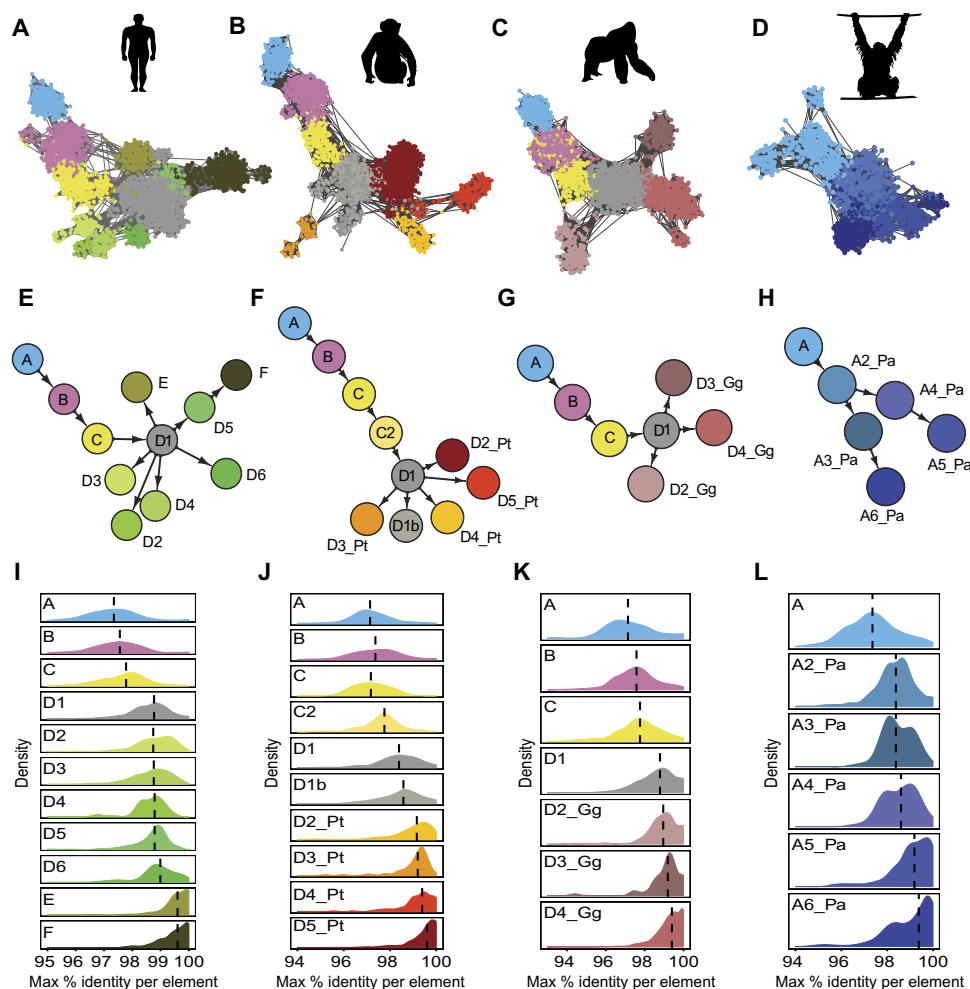 A
B
C
D
E
A
B
C
D1
E
D5
F
D3
D4
D2
D6
F
A
B
C
C2
D1
D2_Pt
D5_Pt
D3_Pt
D1b
D4_Pt
G
A
B
C
D1
D3_Gg
D4_Gg
D2_Gg
H
A
A2_Pa
A4_Pa
A3_Pa
A5_Pa
A6_Pa
I
A
B
C
D1
D2
D3
D4
D5
D6
E
F
Density
95 96 97 98 99 100
Max % identity per element
J
A
B
C
C2
D1
D1b
D2_Pt
D3_Pt
D4_Pt
D5_Pt
94 96 98 100
Max % identity per element
K
A
B
C
D1
D2_Gg
D3_Gg
D4_Gg
Density
94 96 98 100
Max % identity per element
L
A
A2_Pa
A3_Pa
A4_Pa
A5_Pa
A6_Pa
Density
94 96 98 100
Max % identity per element